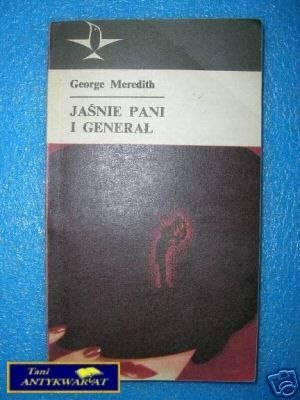 George Meredith
JAŚNIE PANI
I GENERAŁ
Tani
ANTYKWARIAT